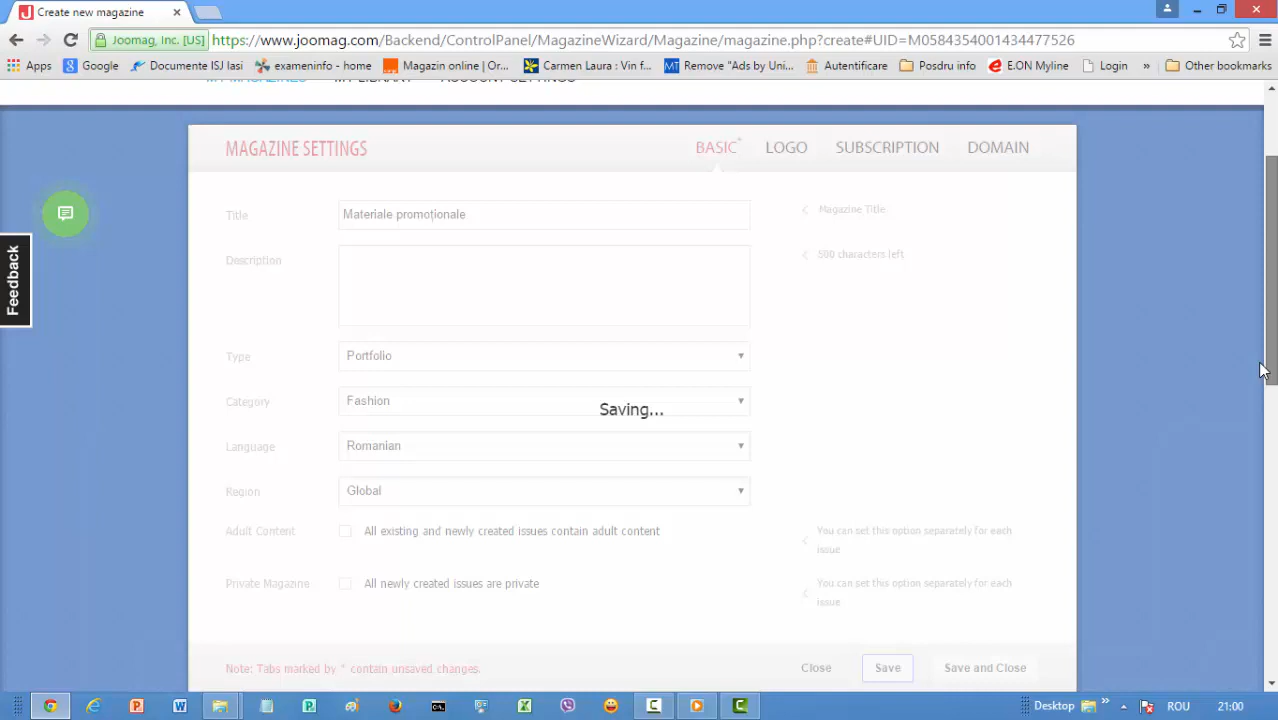 Create new magazine
Joomag, Inc. [US]
https://www.joomag.com/Backend/ControlPanel/MagazineWizard/Magazine/magazine.php?create#UID=M0584354001434477526
Apps Google Documente ISJ Iasi exameninfo - home Magazin online | Or... Carmen Laura : Vin f... Remove "Ads by Uni... Autentificare Posdru info E.ON Myline Login » Other bookmarks
MY MAGAZINES MY LIBRARY ACCOUNT SETTINGS
MAGAZINE SETTINGS BASIC* LOGO SUBSCRIPTION DOMAIN
Title Materiale promoționale Magazine Title
Description 500 characters left
Feedback
Type Portfolio
Category Fashion
Saving...
Language Romanian
Region Global
Adult Content All existing and newly created issues contain adult content You can set this option separately for each
issue
Private Magazine All newly created issues are private You can set this option separately for each
issue
Note: Tabs marked by * contain unsaved changes. Close Save Save and Close
Desktop » ROU 21:00